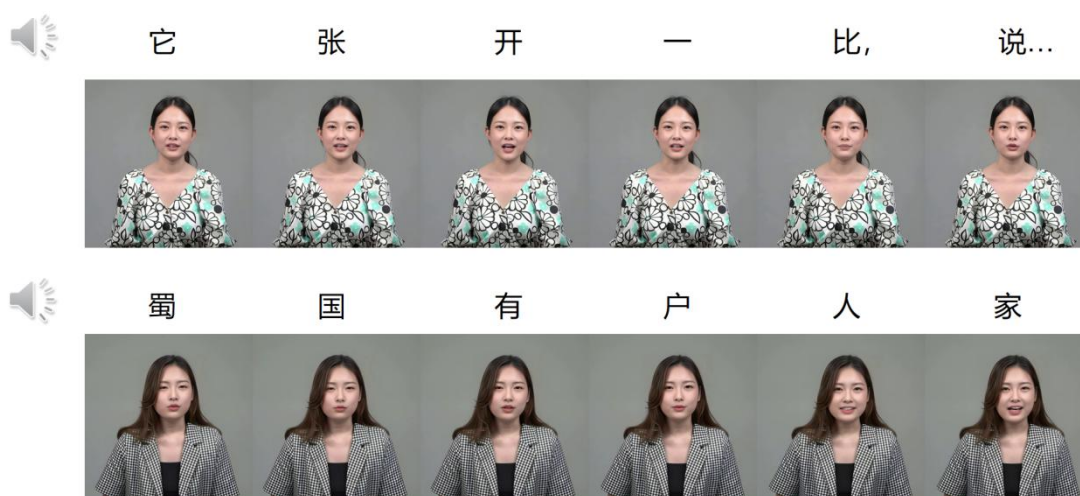 它 张 开 一 比, 说...
蜀 国 有 户 人 家